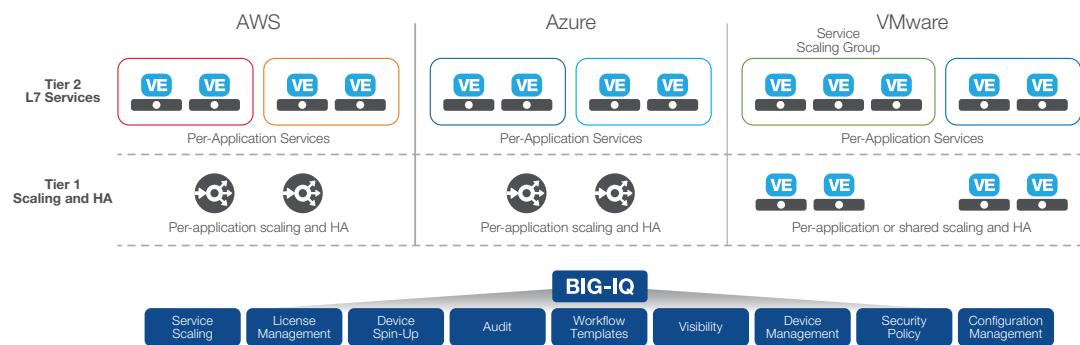 AWS
Azure
VMware
Service
Scaling Group
Tier 2
L7 Services
VE VE VE VE VE VE VE VE VE VE VE VE VE
Per-Application Services
Per-Application Services
Per-Application Services
Tier 1
Scaling and HA
VE VE VE VE
Per-application scaling and HA
Per-application scaling and HA
Per-application or shared scaling and HA
BIG-IQ
Service
Scaling
License
Management
Device
Spin-Up
Audit
Workflow
Templates
Visibility
Device
Management
Security
Policy
Configuration
Management